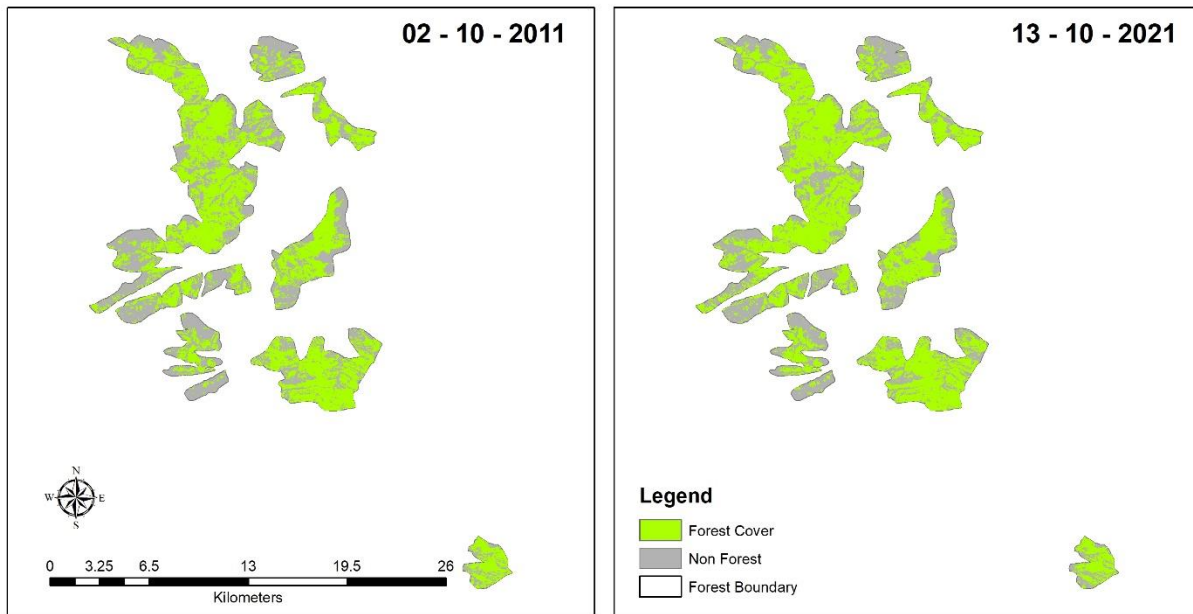 02 - 10 - 2011
13 - 10 - 2021
N
W E
S
0 3.25 6.5 13 19.5 26
Kilometers
Legend
Forest Cover
Non Forest
Forest Boundary